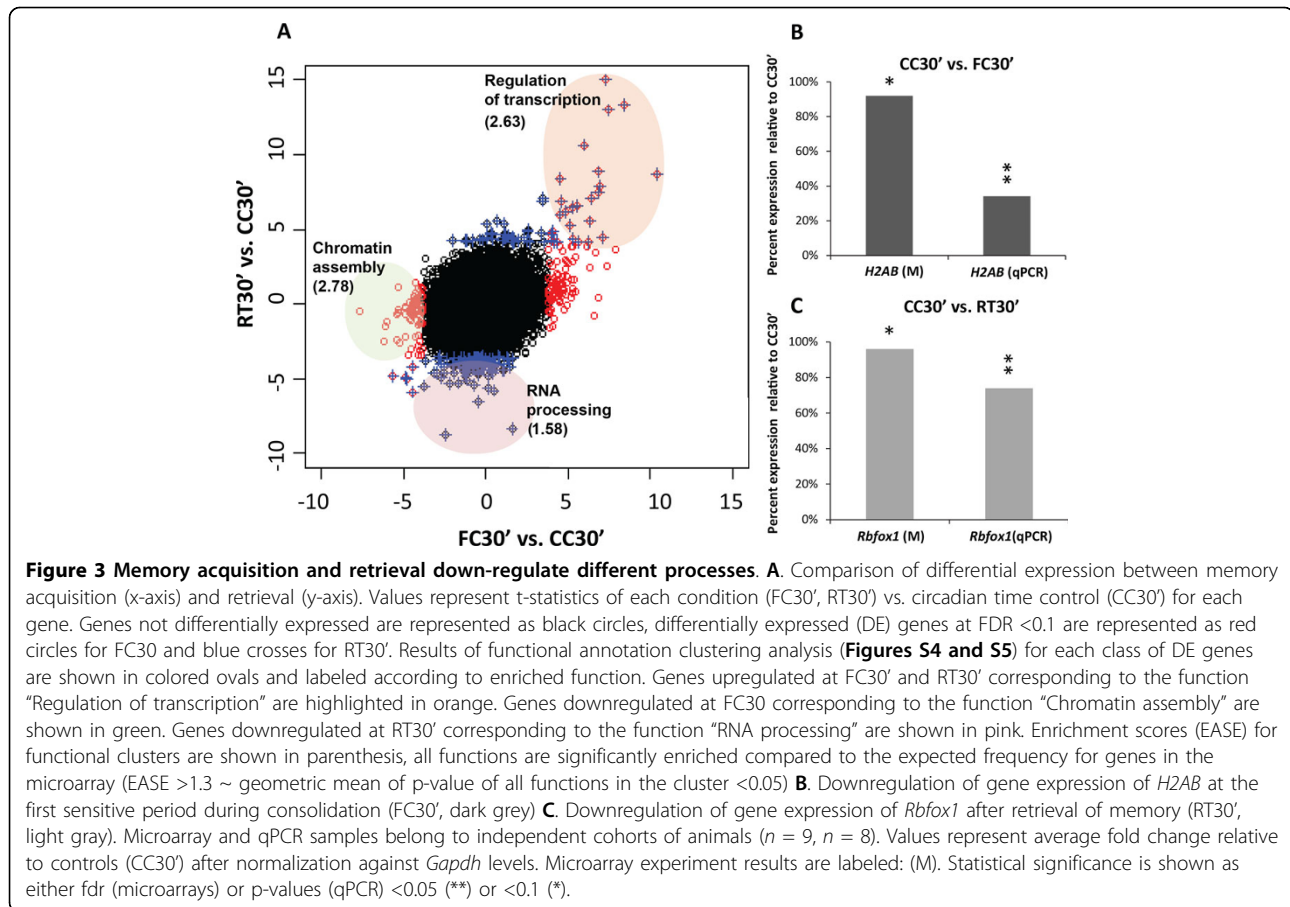 A
15
10
5
0
-5
-10
RT30' vs. CC30'
Regulation
of transcription
(2.63)
Chromatin
assembly
(2.78)
RNA
processing
(1.58)
-10 -5 0 5 10 15
FC30' vs. CC30'
B
CC30' vs. FC30'
Percent expression relative to CC30'
100%
80%
60%
40%
20%
0%
*
**
H2AB (M) H2AB (qPCR)
C
CC30' vs. RT30'
Percent expression relative to CC30'
100%
80%
60%
40%
20%
0%
*
**
Rbfox1 (M) Rbfox1(qPCR)
Figure 3 Memory acquisition and retrieval down-regulate different processes. A. Comparison of differential expression between memory
acquisition (x-axis) and retrieval (y-axis). Values represent t-statistics of each condition (FC30', RT30') vs. circadian time control (CC30') for each
gene. Genes not differentially expressed are represented as black circles, differentially expressed (DE) genes at FDR <0.1 are represented as red
circles for FC30 and blue crosses for RT30'. Results of functional annotation clustering analysis (Figures S4 and S5) for each class of DE genes
are shown in colored ovals and labeled according to enriched function. Genes upregulated at FC30' and RT30' corresponding to the function
"Regulation of transcription" are highlighted in orange. Genes downregulated at FC30 corresponding to the function "Chromatin assembly" are
shown in green. Genes downregulated at RT30' corresponding to the function "RNA processing" are shown in pink. Enrichment scores (EASE) for
functional clusters are shown in parenthesis, all functions are significantly enriched compared to the expected frequency for genes in the
microarray (EASE >1.3 ~ geometric mean of p-value of all functions in the cluster <0.05) B. Downregulation of gene expression of H2AB at the
first sensitive period during consolidation (FC30', dark grey) C. Downregulation of gene expression of Rbfox1 after retrieval of memory (RT30',
light gray). Microarray and qPCR samples belong to independent cohorts of animals (n = 9, n = 8). Values represent average fold change relative
to controls (CC30') after normalization against Gapdh levels. Microarray experiment results are labeled: (M). Statistical significance is shown as
either fdr (microarrays) or p-values (qPCR) <0.05 (**) or <0.1 (*).